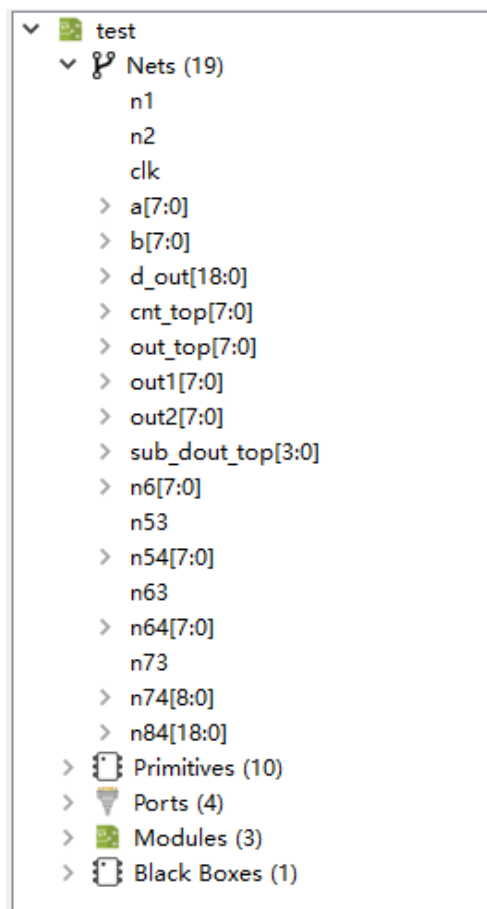 test
Nets (19)
n1
n2
clk
a[7:0]
b[7:0]
d_out[18:0]
cnt_top[7:0]
out_top[7:0]
out1[7:0]
out2[7:0]
sub_dout_top[3:0]
n6[7:0]
n53
n54[7:0]
n63
n64[7:0]
n73
n74[8:0]
n84[18:0]
Primitives (10)
Ports (4)
Modules (3)
Black Boxes (1)